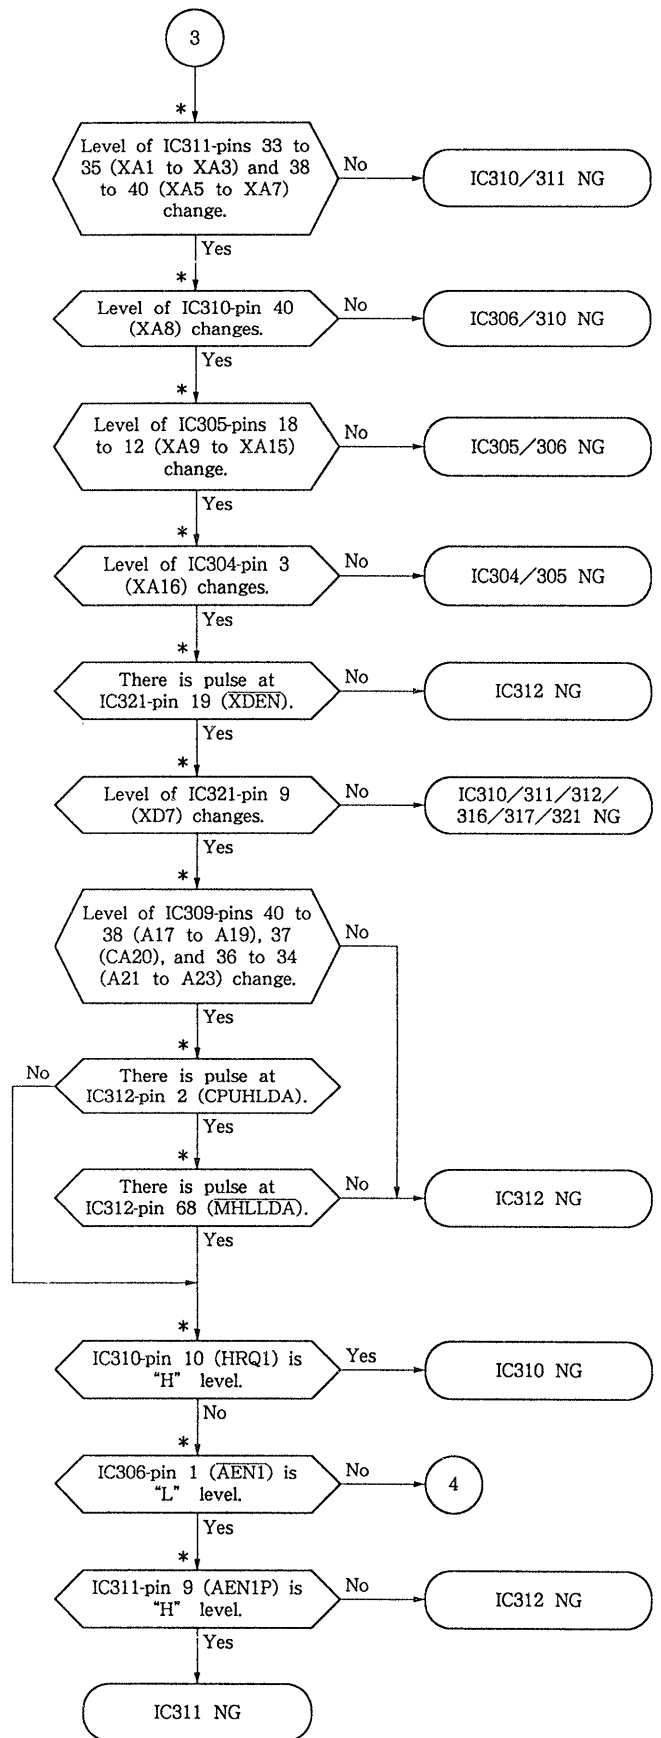 3
*
Level of IC311-pins 33 to
35 (XA1 to XA3) and 38
to 40 (XA5 to XA7)
change.
No
IC310/311 NG
Yes
*
Level of IC310-pin 40
(XA8) changes.
No
IC306/310 NG
Yes
*
Level of IC305-pins 18
to 12 (XA9 to XA15)
change.
No
IC305/306 NG
Yes
*
Level of IC304-pin 3
(XA16) changes.
No
IC304/305 NG
Yes
*
There is pulse at
IC321-pin 19 (X̅D̅E̅N̅).
No
IC312 NG
Yes
*
Level of IC321-pin 9
(XD7) changes.
No
IC310/311/312/
316/317/321 NG
Yes
*
Level of IC309-pins 40 to
38 (A17 to A19), 37
(CA20), and 36 to 34
(A21 to A23) change.
No
Yes
*
No
There is pulse at
IC312-pin 2 (CPUHLDA).
Yes
*
There is pulse at
IC312-pin 68 (M̅H̅L̅L̅D̅A̅).
No
IC312 NG
Yes
*
IC310-pin 10 (HRQ1) is
"H" level.
Yes
IC310 NG
No
*
IC306-pin 1 (A̅E̅N̅1̅) is
"L" level.
No
4
Yes
*
IC311-pin 9 (AEN1P) is
"H" level.
No
IC312 NG
Yes
IC311 NG